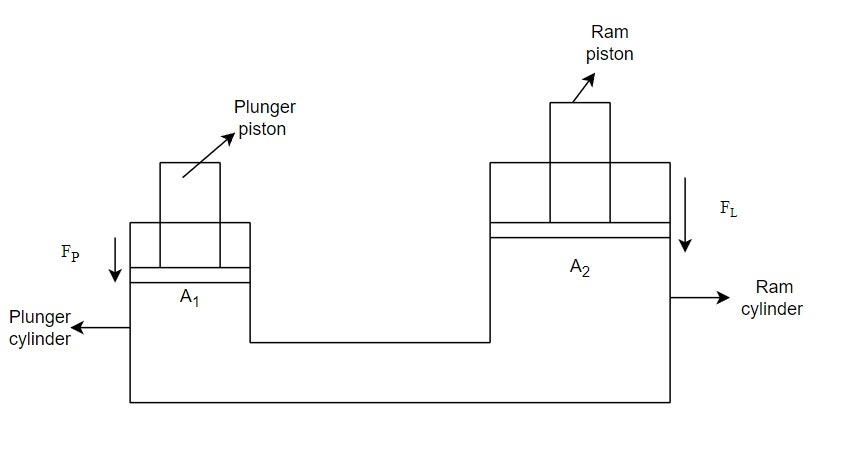 Ram
piston
Plunger
piston
F_P
F_L
A_1
A_2
Plunger
cylinder
Ram
cylinder